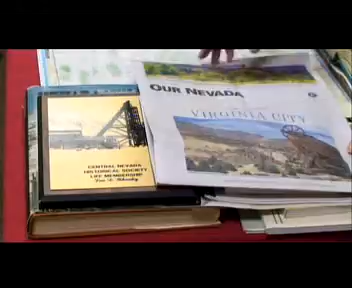 OUR NEVADA
VIRGINIA CITY
CENTRAL NEVADA
HISTORICAL SOCIETY
LIFE MEMBERSHIP